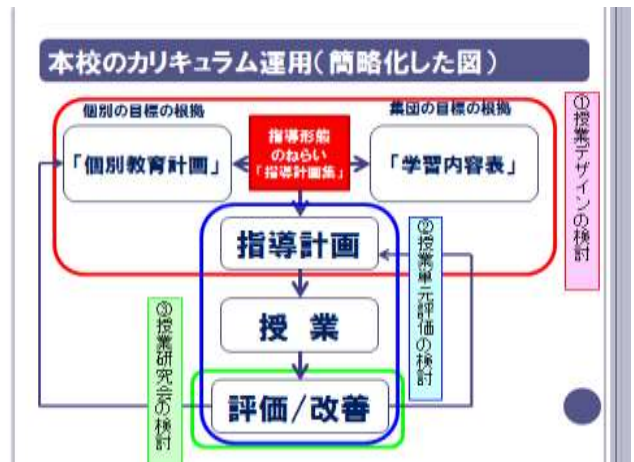 本校のカリキュラム運用(簡略化した図)
個別の目標の根拠
集団の目標の根拠
指導形態
のねらい
「指導計画集」
「個別教育計画」
「学習内容表」
①授業デザインの検討
指導計画
②授業単元評価の検討
授 業
③授業研究会の検討
評価/改善